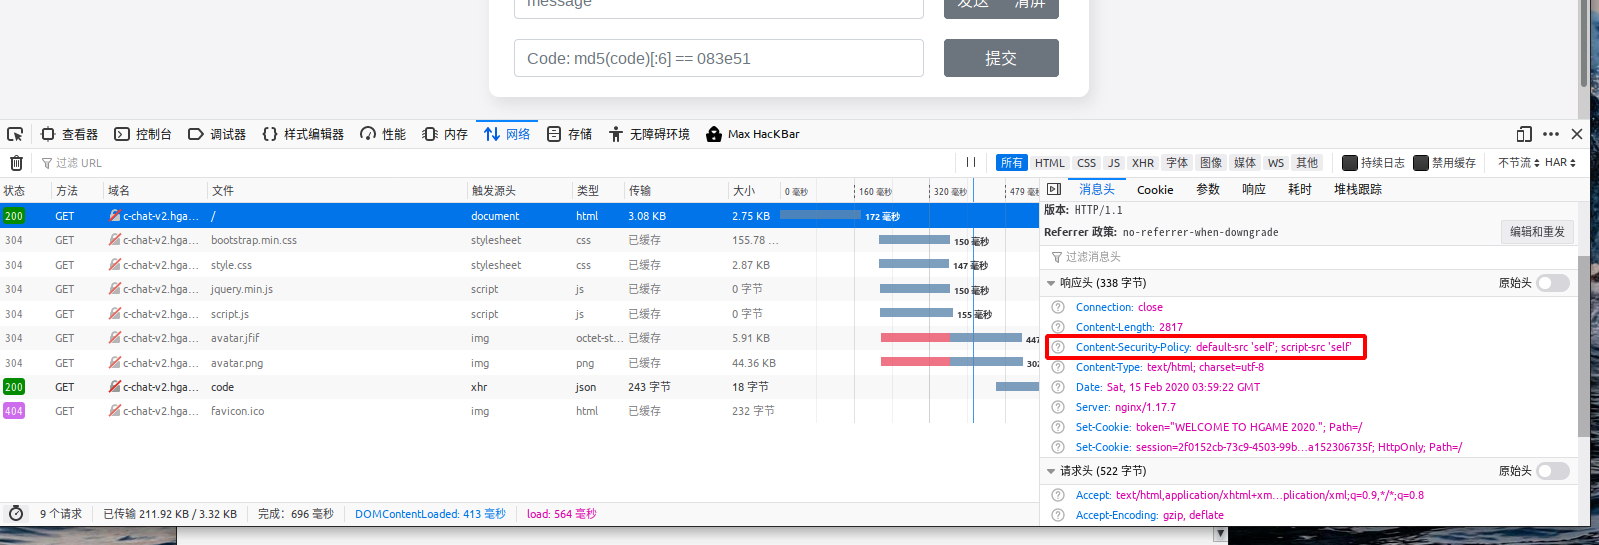 message
发送 清屏
Code: md5(code)[:6] == 083e51
提交
查看器 控制台 调试器 样式编辑器 性能 内存 网络 存储 无障碍环境 Max HacKBar
过滤 URL
所有 HTML CSS JS XHR 字体 图像 媒体 WS 其他 持续日志 禁用缓存 不节流 HAR
状态 方法 域名 文件 触发源头 类型 传输 大小 0 毫秒 160 毫秒 320 毫秒 479 毫秒
200 GET c-chat-v2.hga... / document html 3.08 KB 2.75 KB 172 毫秒
304 GET c-chat-v2.hga... bootstrap.min.css stylesheet css 已缓存 155.78 ... 150 毫秒
304 GET c-chat-v2.hga... style.css stylesheet css 已缓存 2.87 KB 147 毫秒
304 GET c-chat-v2.hga... jquery.min.js script js 已缓存 0 字节 150 毫秒
304 GET c-chat-v2.hga... script.js script js 已缓存 0 字节 155 毫秒
304 GET c-chat-v2.hga... avatar.jfif img octet-st... 已缓存 5.91 KB 447
304 GET c-chat-v2.hga... avatar.png img png 已缓存 44.36 KB 302
200 GET c-chat-v2.hga... code xhr json 243 字节 18 字节
404 GET c-chat-v2.hga... favicon.ico img html 已缓存 232 字节
9 个请求 已传输 211.92 KB / 3.32 KB 完成：696 毫秒 DOMContentLoaded: 413 毫秒 load: 564 毫秒
消息头 Cookie 参数 响应 耗时 堆栈跟踪
版本: HTTP/1.1
Referrer 政策: no-referrer-when-downgrade 编辑和重发
过滤消息头
响应头 (338 字节) 原始头
Connection: close
Content-Length: 2817
Content-Security-Policy: default-src 'self'; script-src 'self'
Content-Type: text/html; charset=utf-8
Date: Sat, 15 Feb 2020 03:59:22 GMT
Server: nginx/1.17.7
Set-Cookie: token="WELCOME TO HGAME 2020."; Path=/
Set-Cookie: session=2f0152cb-73c9-4503-99b...a152306735f; HttpOnly; Path=/
请求头 (522 字节) 原始头
Accept: text/html,application/xhtml+xm...plication/xml;q=0.9,*/*;q=0.8
Accept-Encoding: gzip, deflate